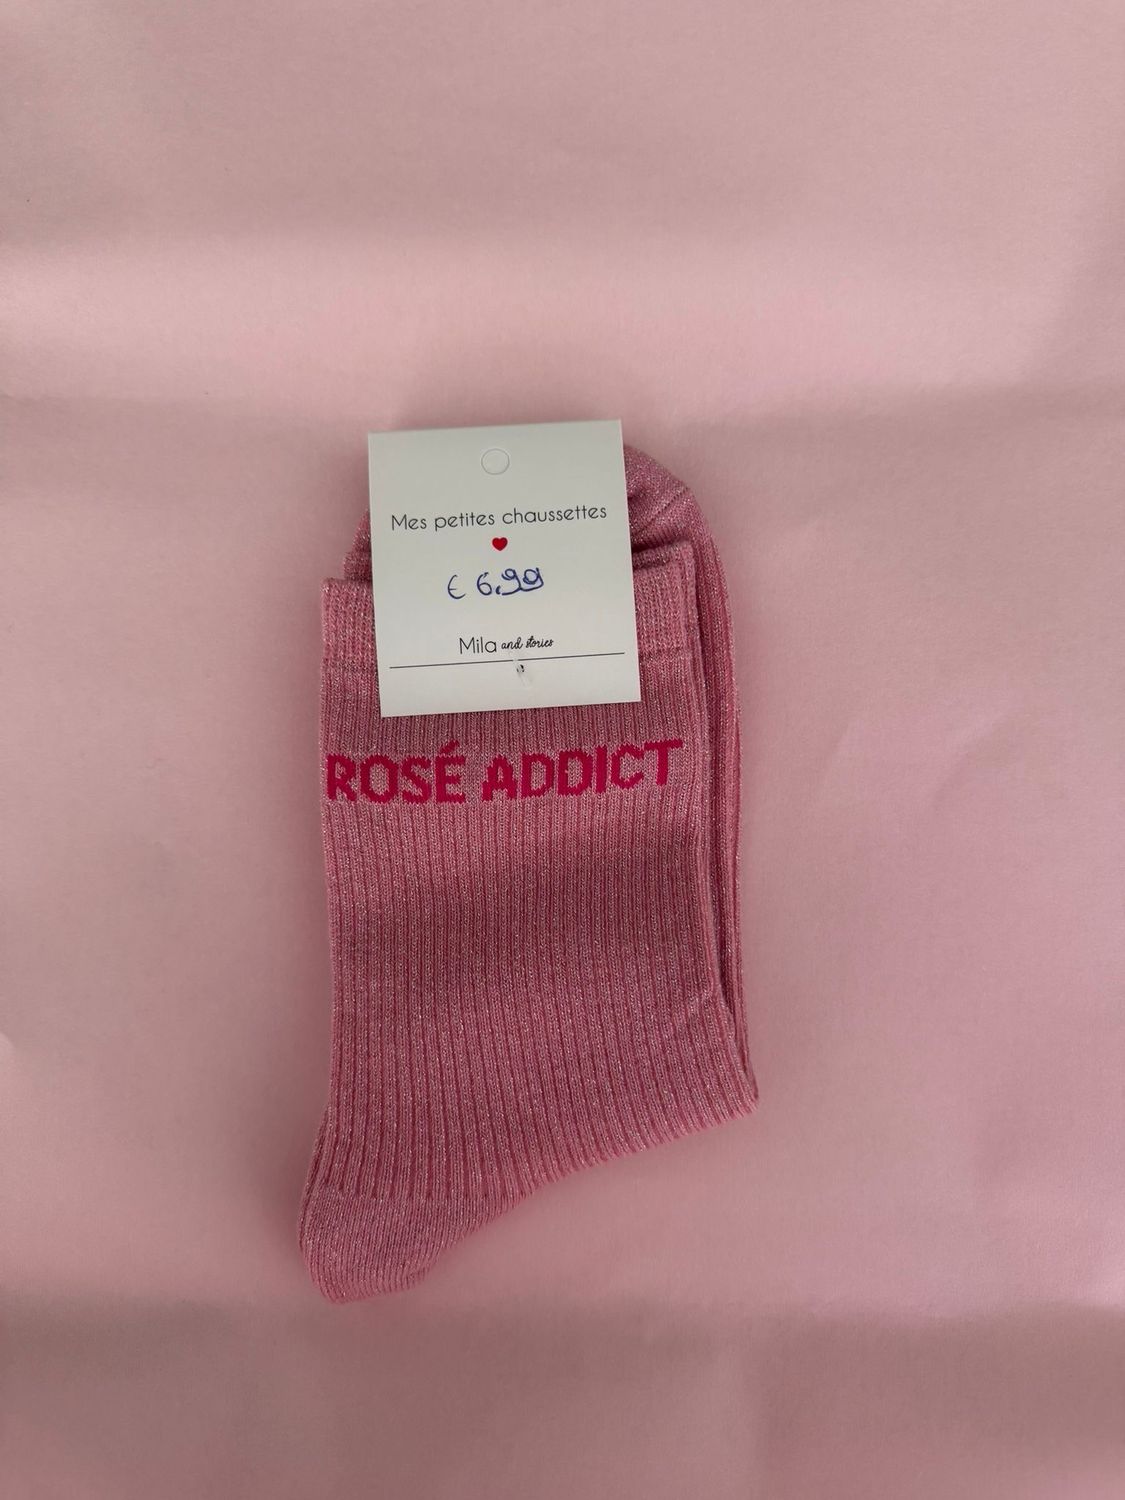 Mes petites chaussettes
€ 6,99
Mila and stories
ROSÉ ADDICT